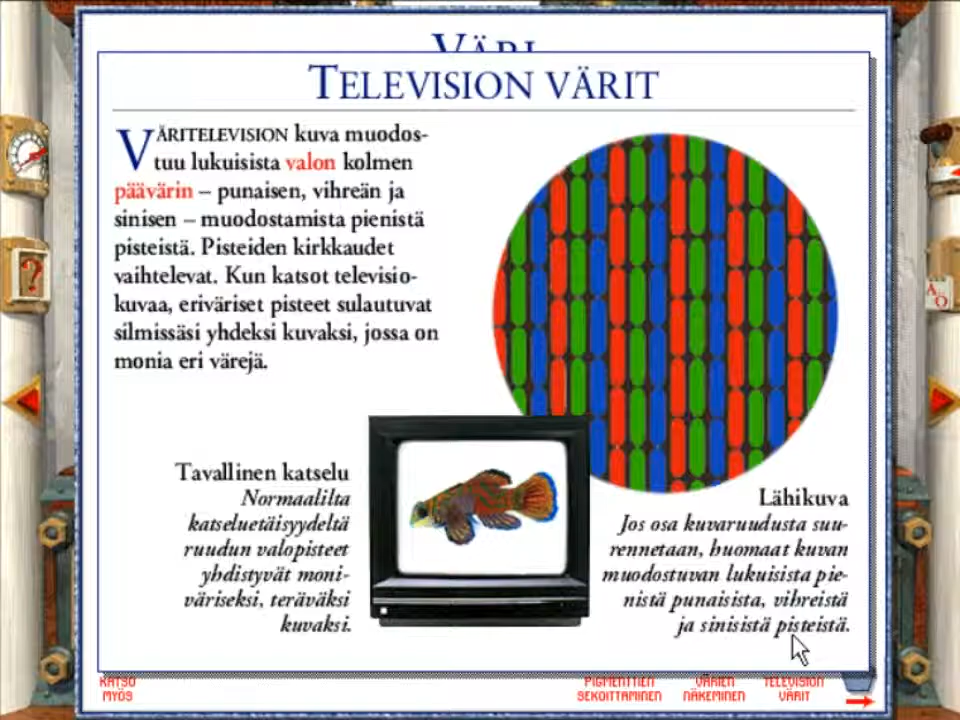 VÄRI
TELEVISION VÄRIT
VÄRITELEVISION kuva muodos-
tuu lukuisista valon kolmen
päävärin – punaisen, vihreän ja
sinisen – muodostamista pienistä
pisteistä. Pisteiden kirkkaudet
vaihtelevat. Kun katsot televisio-
kuvaa, eriväriset pisteet sulautuvat
silmissäsi yhdeksi kuvaksi, jossa on
monia eri värejä.
Tavallinen katselu
Normaalilta
katseluetäisyydeltä
ruudun valopisteet
yhdistyvät moni-
väriseksi, teräväksi
kuvaksi.
Lähikuva
Jos osa kuvaruudusta suu-
rennetaan, huomaat kuvan
muodostuvan lukuisista pie-
nistä punaisista, vihreistä
ja sinisistä pisteistä.
KATSO
MYÖS
PIGMENTTIEN
SEKOITTAMINEN
VÄRIEN
NÄKEMINEN
TELEVISION
VÄRIT
?
A
Ö